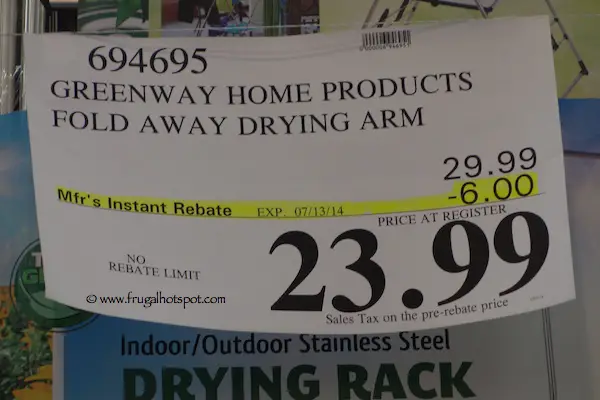 694695
GREENWAY HOME PRODUCTS
FOLD AWAY DRYING ARM
29.99
Mfr's Instant Rebate EXP. 07/13/14 -6.00
PRICE AT REGISTER
23.99
NO
REBATE LIMIT
Sales Tax on the pre-rebate price
© www.frugalhotspot.com
Indoor/Outdoor Stainless Steel
DRYING RACK